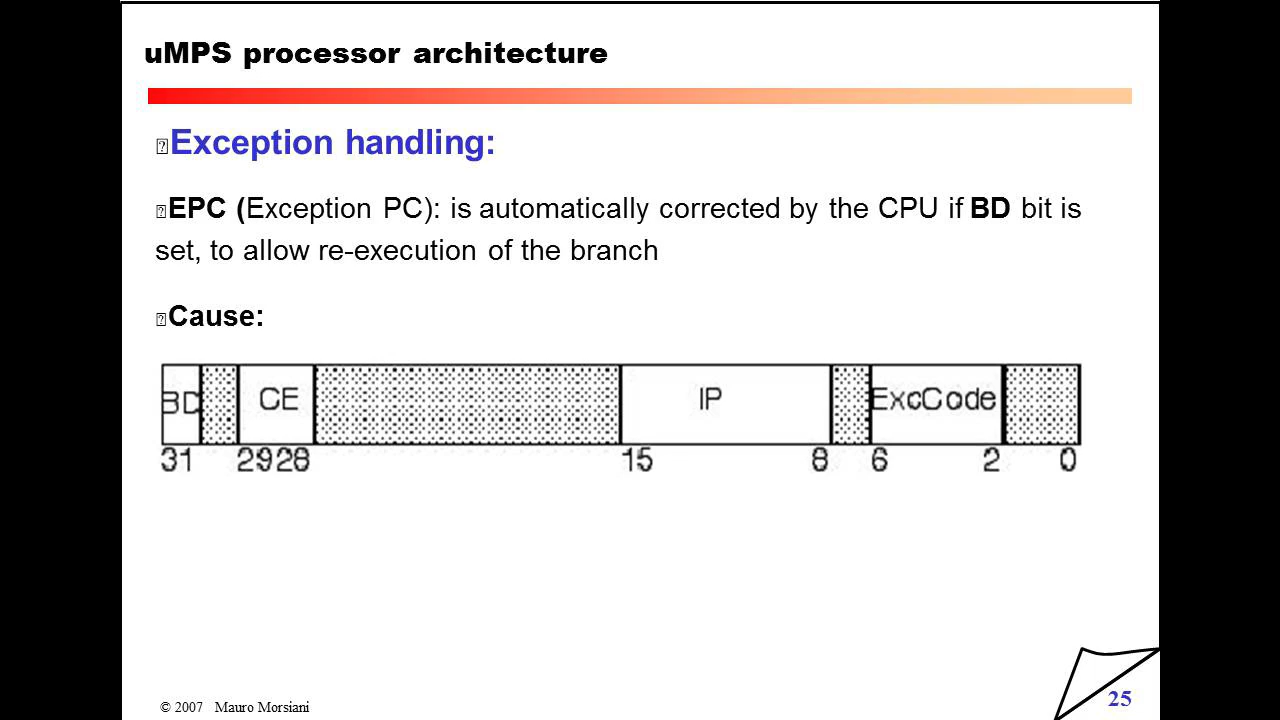 uMPS processor architecture
Exception handling:
EPC (Exception PC): is automatically corrected by the CPU if BD bit is
set, to allow re-execution of the branch
Cause:
BD CE IP ExcCode
31 29 28 15 8 6 2 0
© 2007 Mauro Morsiani
25